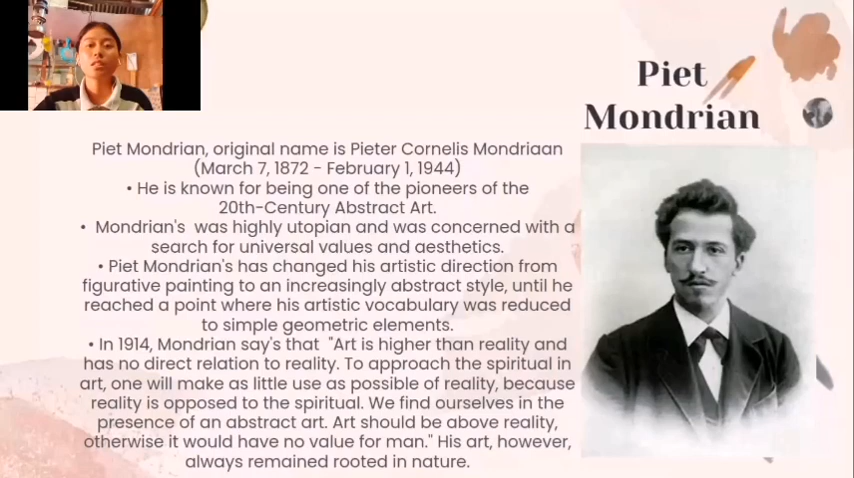 Piet
Mondrian
Piet Mondrian, original name is Pieter Cornelis Mondriaan
(March 7, 1872 - February 1, 1944)
• He is known for being one of the pioneers of the
20th-Century Abstract Art.
• Mondrian's was highly utopian and was concerned with a
search for universal values and aesthetics.
• Piet Mondrian's has changed his artistic direction from
figurative painting to an increasingly abstract style, until he
reached a point where his artistic vocabulary was reduced
to simple geometric elements.
• In 1914, Mondrian say's that "Art is higher than reality and
has no direct relation to reality. To approach the spiritual in
art, one will make as little use as possible of reality, because
reality is opposed to the spiritual. We find ourselves in the
presence of an abstract art. Art should be above reality,
otherwise it would have no value for man." His art, however,
always remained rooted in nature.